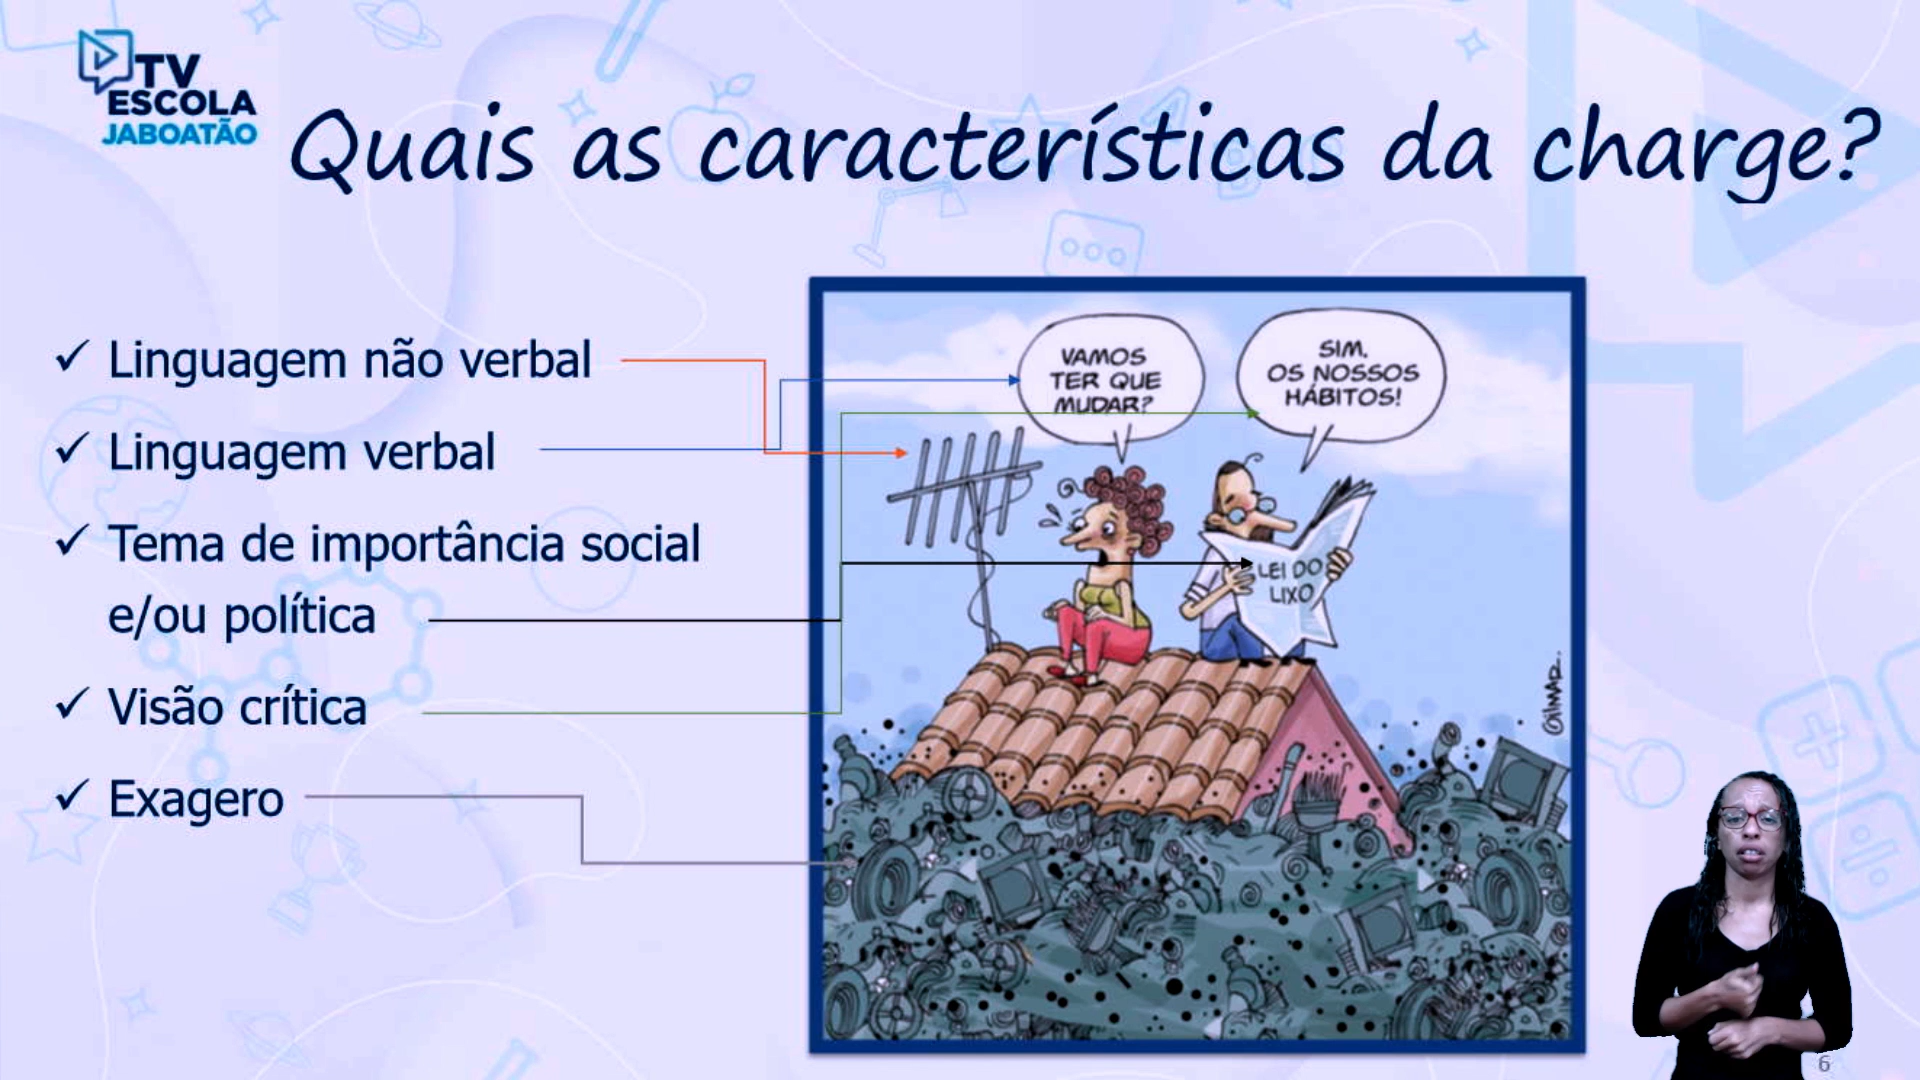 TV
ESCOLA
JABOATÃO
Quais as características da charge?
✓ Linguagem não verbal
✓ Linguagem verbal
✓ Tema de importância social
e/ou política
✓ Visão crítica
✓ Exagero
VAMOS
TER QUE
MUDAR?
SIM.
OS NOSSOS
HÁBITOS!
LEI DO
LIXO
GILMAR.
6